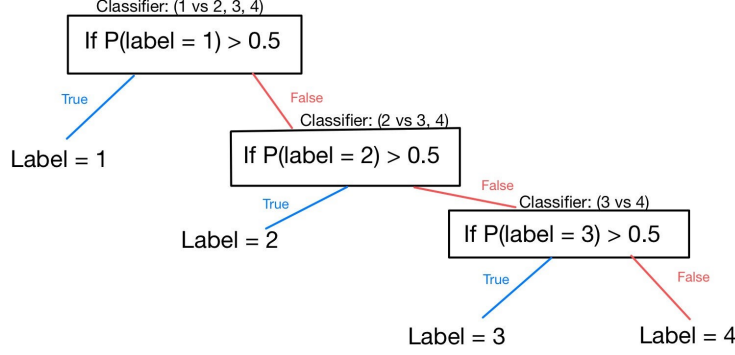 Classifier: (1 vs 2, 3, 4)
If P(label = 1) > 0.5
True
False
Label = 1
Classifier: (2 vs 3, 4)
If P(label = 2) > 0.5
True
False
Label = 2
Classifier: (3 vs 4)
If P(label = 3) > 0.5
True
False
Label = 3
Label = 4